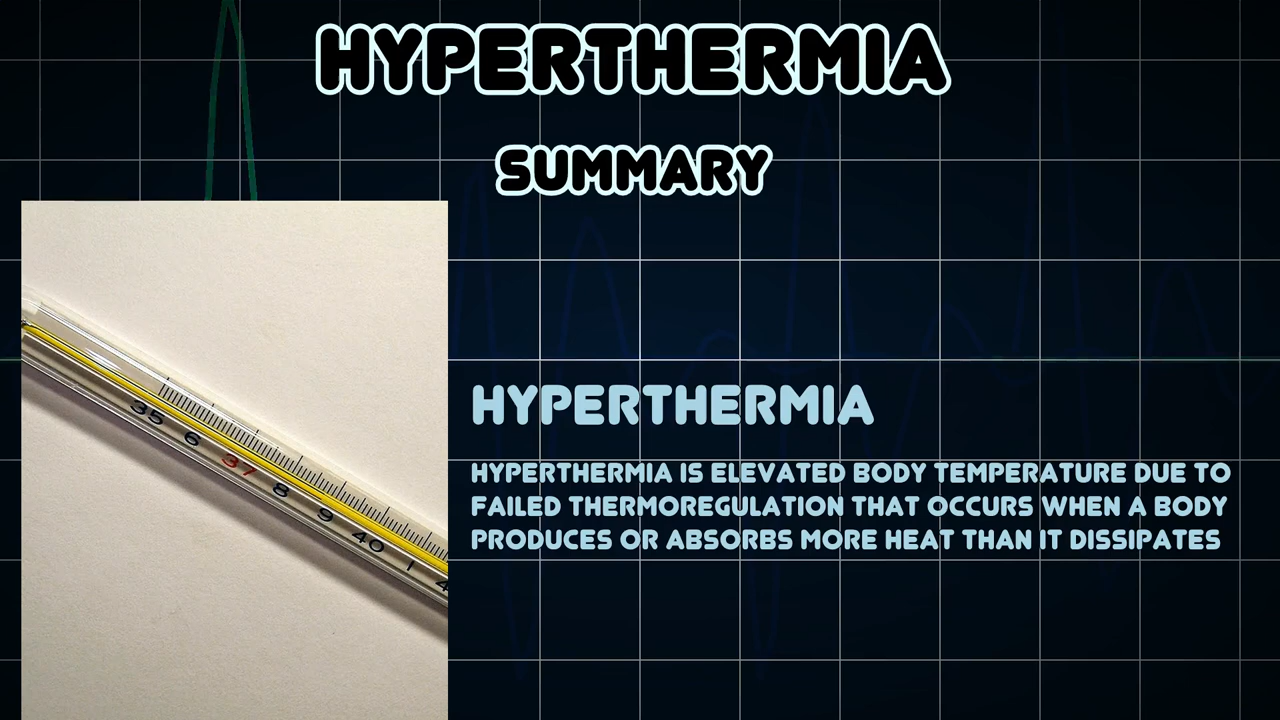 HYPERTHERMIA
SUMMARY
35
6
37
8
9
40
1
4
HYPERTHERMIA
HYPERTHERMIA IS ELEVATED BODY TEMPERATURE DUE TO
FAILED THERMOREGULATION THAT OCCURS WHEN A BODY
PRODUCES OR ABSORBS MORE HEAT THAN IT DISSIPATES